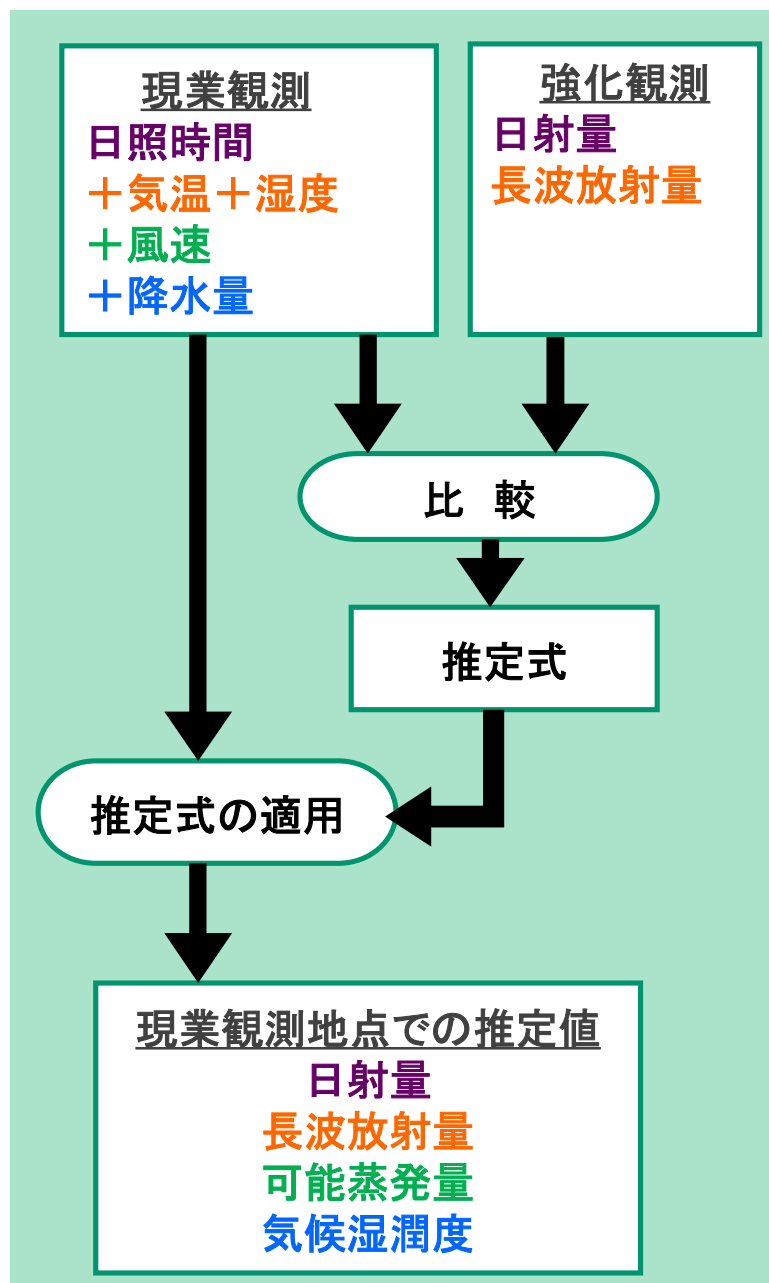 現業観測
日照時間
＋気温＋湿度
＋風速
＋降水量
強化観測
日射量
長波放射量
比 較
推定式
推定式の適用
現業観測地点での推定値
日射量
長波放射量
可能蒸発量
気候湿潤度